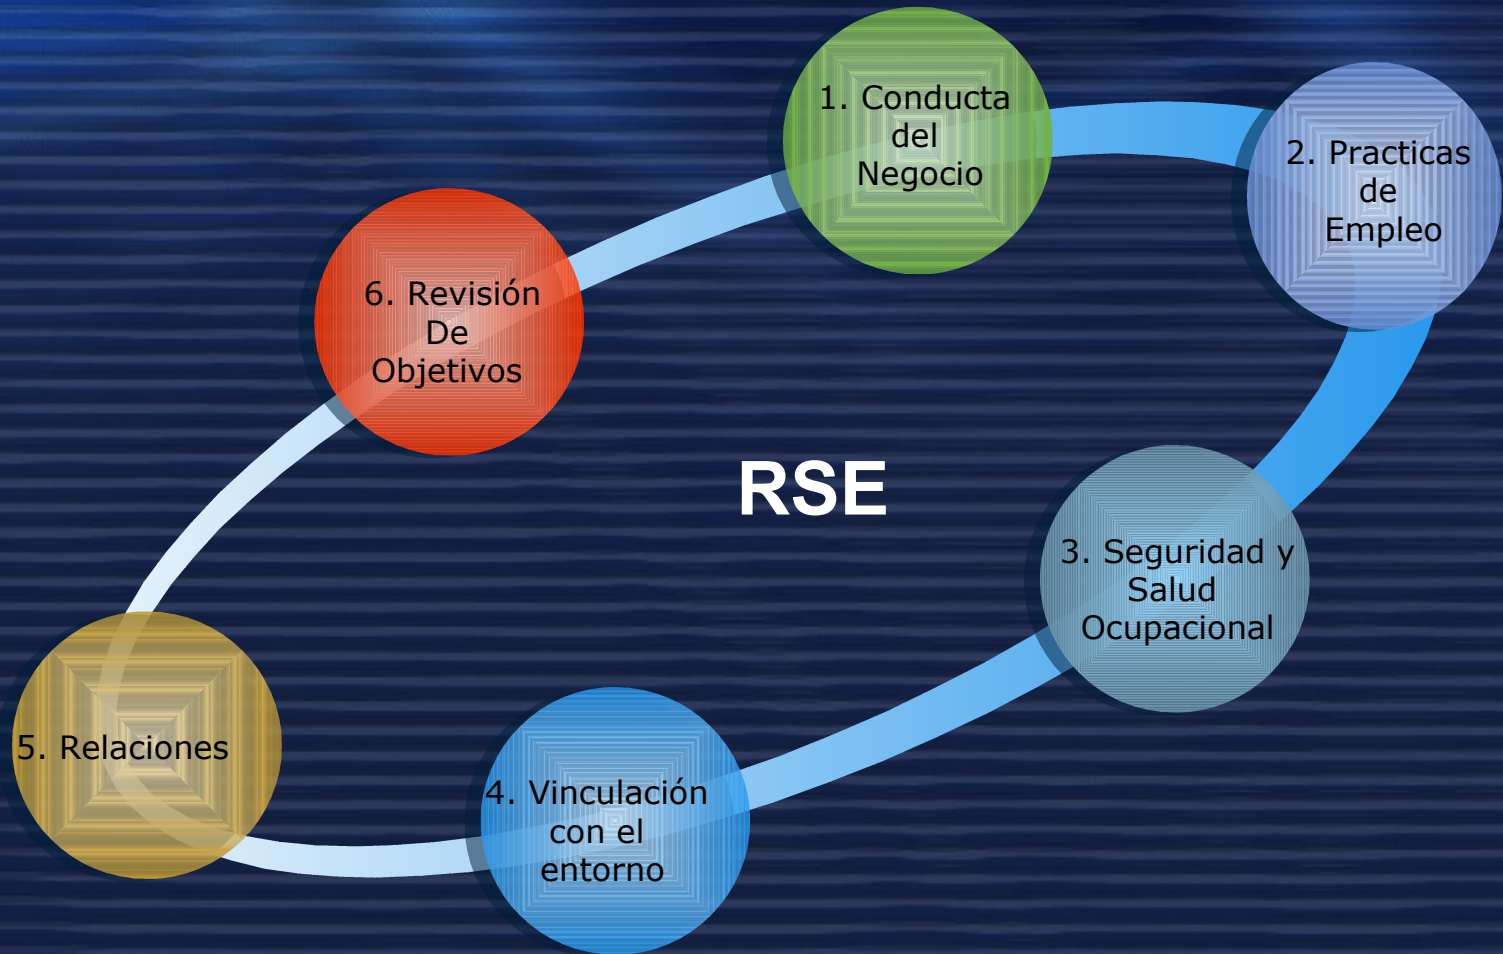 1. Conducta
del
Negocio
2. Practicas
de
Empleo
3. Seguridad y
Salud
Ocupacional
4. Vinculación
con el
entorno
5. Relaciones
6. Revisión
De
Objetivos
RSE